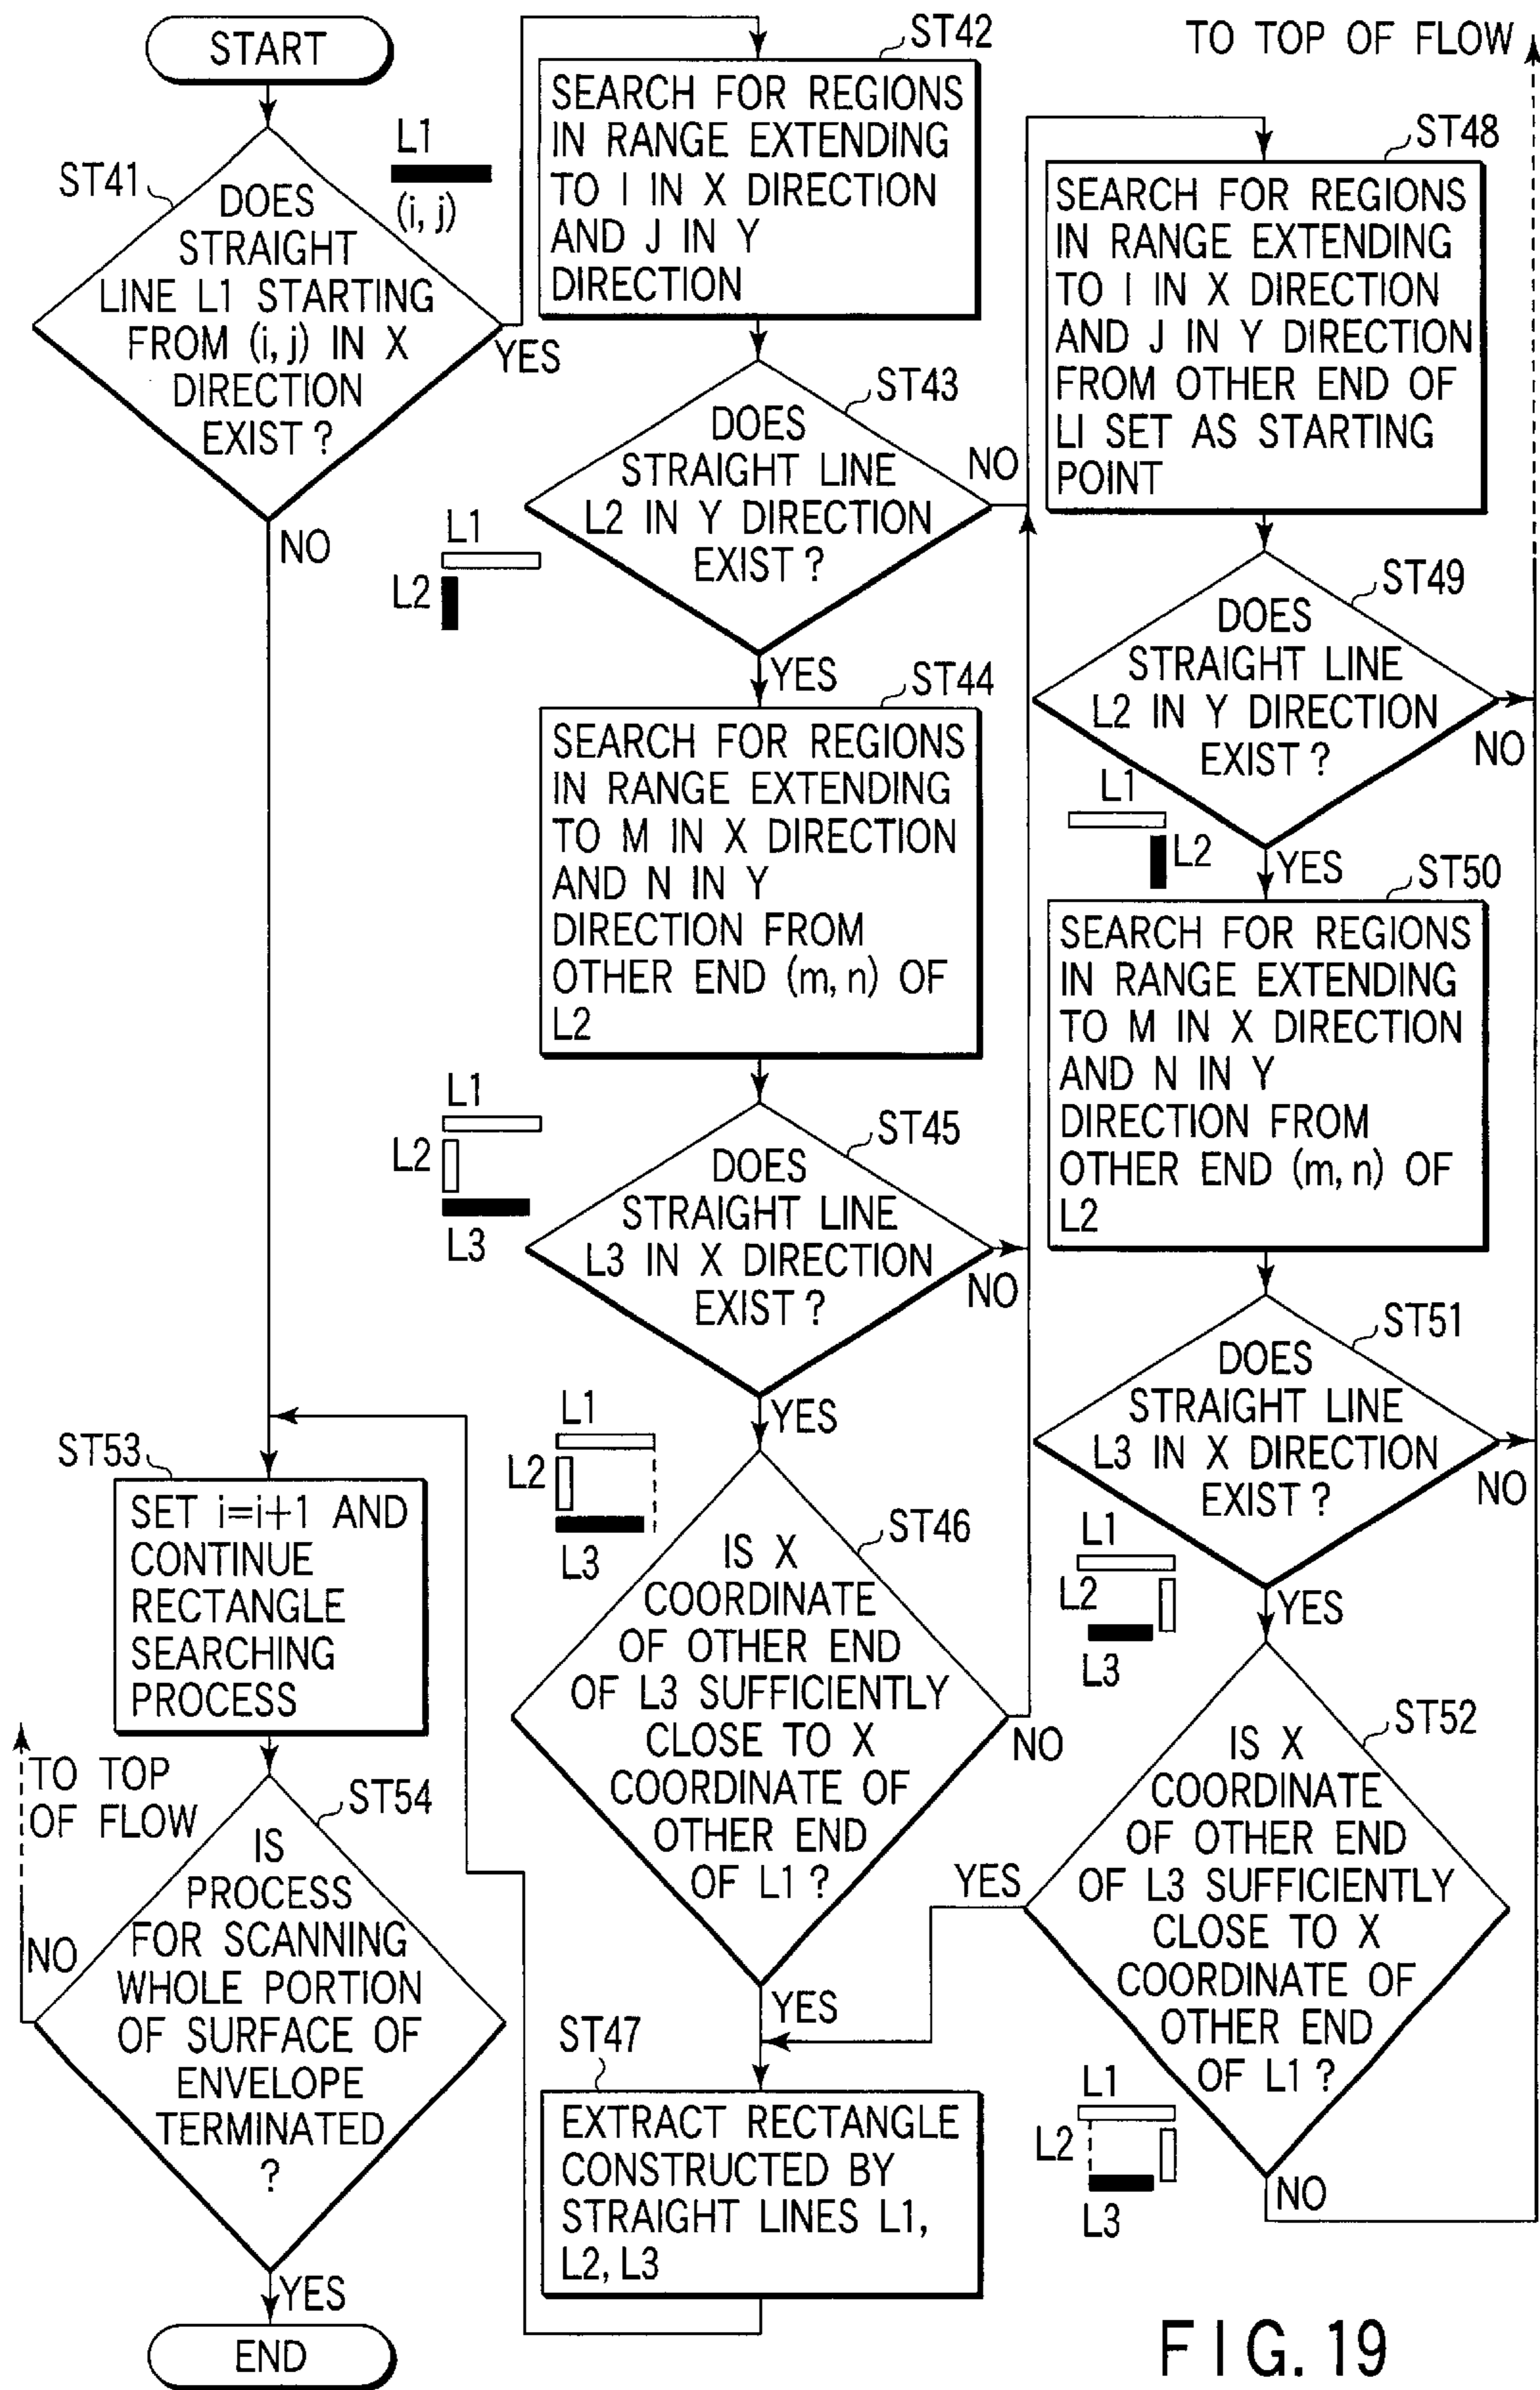 START
ST41
DOES
STRAIGHT
LINE L1 STARTING
FROM (i, j) IN X
DIRECTION
EXIST?
L1
(i, j)
YES
NO
ST42
SEARCH FOR REGIONS
IN RANGE EXTENDING
TO I IN X DIRECTION
AND J IN Y
DIRECTION
ST43
DOES
STRAIGHT LINE
L2 IN Y DIRECTION
EXIST?
NO
L1
L2
YES
ST44
SEARCH FOR REGIONS
IN RANGE EXTENDING
TO M IN X DIRECTION
AND N IN Y
DIRECTION FROM
OTHER END (m, n) OF
L2
L1
L2
L3
ST45
DOES
STRAIGHT LINE
L3 IN X DIRECTION
EXIST?
NO
YES
L1
L2
L3
ST46
IS X
COORDINATE
OF OTHER END
OF L3 SUFFICIENTLY
CLOSE TO X
COORDINATE OF
OTHER END
OF L1?
NO
YES
ST47
EXTRACT RECTANGLE
CONSTRUCTED BY
STRAIGHT LINES L1,
L2, L3
TO TOP OF FLOW
ST48
SEARCH FOR REGIONS
IN RANGE EXTENDING
TO I IN X DIRECTION
AND J IN Y DIRECTION
FROM OTHER END OF
LI SET AS STARTING
POINT
ST49
DOES
STRAIGHT LINE
L2 IN Y DIRECTION
EXIST?
NO
L1
L2
YES
ST50
SEARCH FOR REGIONS
IN RANGE EXTENDING
TO M IN X DIRECTION
AND N IN Y
DIRECTION FROM
OTHER END (m, n) OF
L2
ST51
DOES
STRAIGHT LINE
L3 IN X DIRECTION
EXIST?
NO
L1
L2
L3
YES
ST52
IS X
COORDINATE
OF OTHER END
OF L3 SUFFICIENTLY
CLOSE TO X
COORDINATE OF
OTHER END
OF L1?
YES
L1
L2
L3
NO
ST53
SET i=i+1 AND
CONTINUE
RECTANGLE
SEARCHING
PROCESS
TO TOP
OF FLOW
ST54
IS
PROCESS
FOR SCANNING
WHOLE PORTION
OF SURFACE OF
ENVELOPE
TERMINATED
?
NO
YES
END
FIG. 19